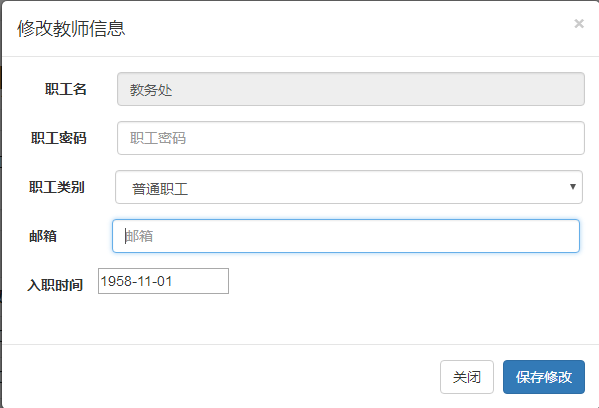 修改教师信息 ×
职工名 教务处
职工密码 职工密码
职工类别 普通职工
邮箱 邮箱
入职时间 1958-11-01
关闭 保存修改